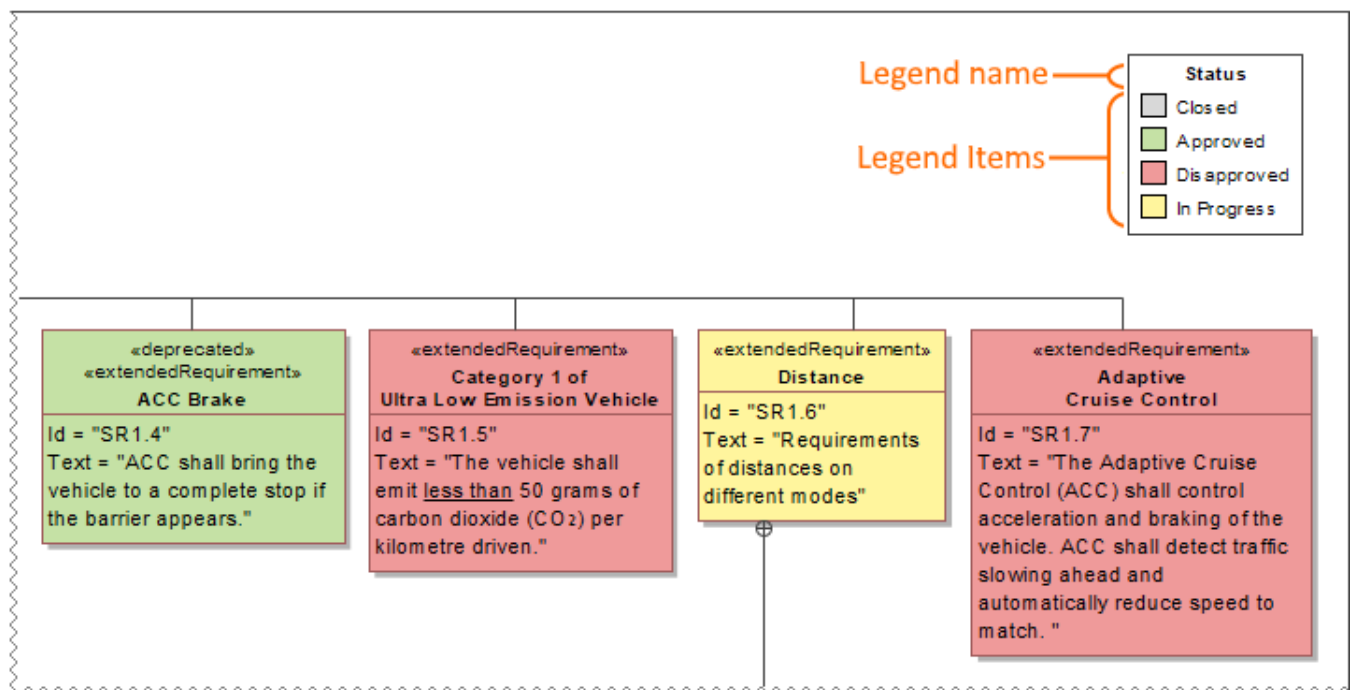 Legend name
Status
Closed
Approved
Legend Items
Disapproved
In Progress
«deprecated»
«extendedRequirement»
ACC Brake
Id = "SR1.4"
Text = "ACC shall bring the
vehicle to a complete stop if
the barrier appears."
«extendedRequirement»
Category 1 of
Ultra Low Emission Vehicle
Id = "SR1.5"
Text = "The vehicle shall
emit less than 50 grams of
carbon dioxide (CO2) per
kilometre driven."
«extendedRequirement»
Distance
Id = "SR1.6"
Text = "Requirements
of distances on
different modes"
«extendedRequirement»
Adaptive
Cruise Control
Id = "SR1.7"
Text = "The Adaptive Cruise
Control (ACC) shall control
acceleration and braking of the
vehicle. ACC shall detect traffic
slowing ahead and
automatically reduce speed to
match. "